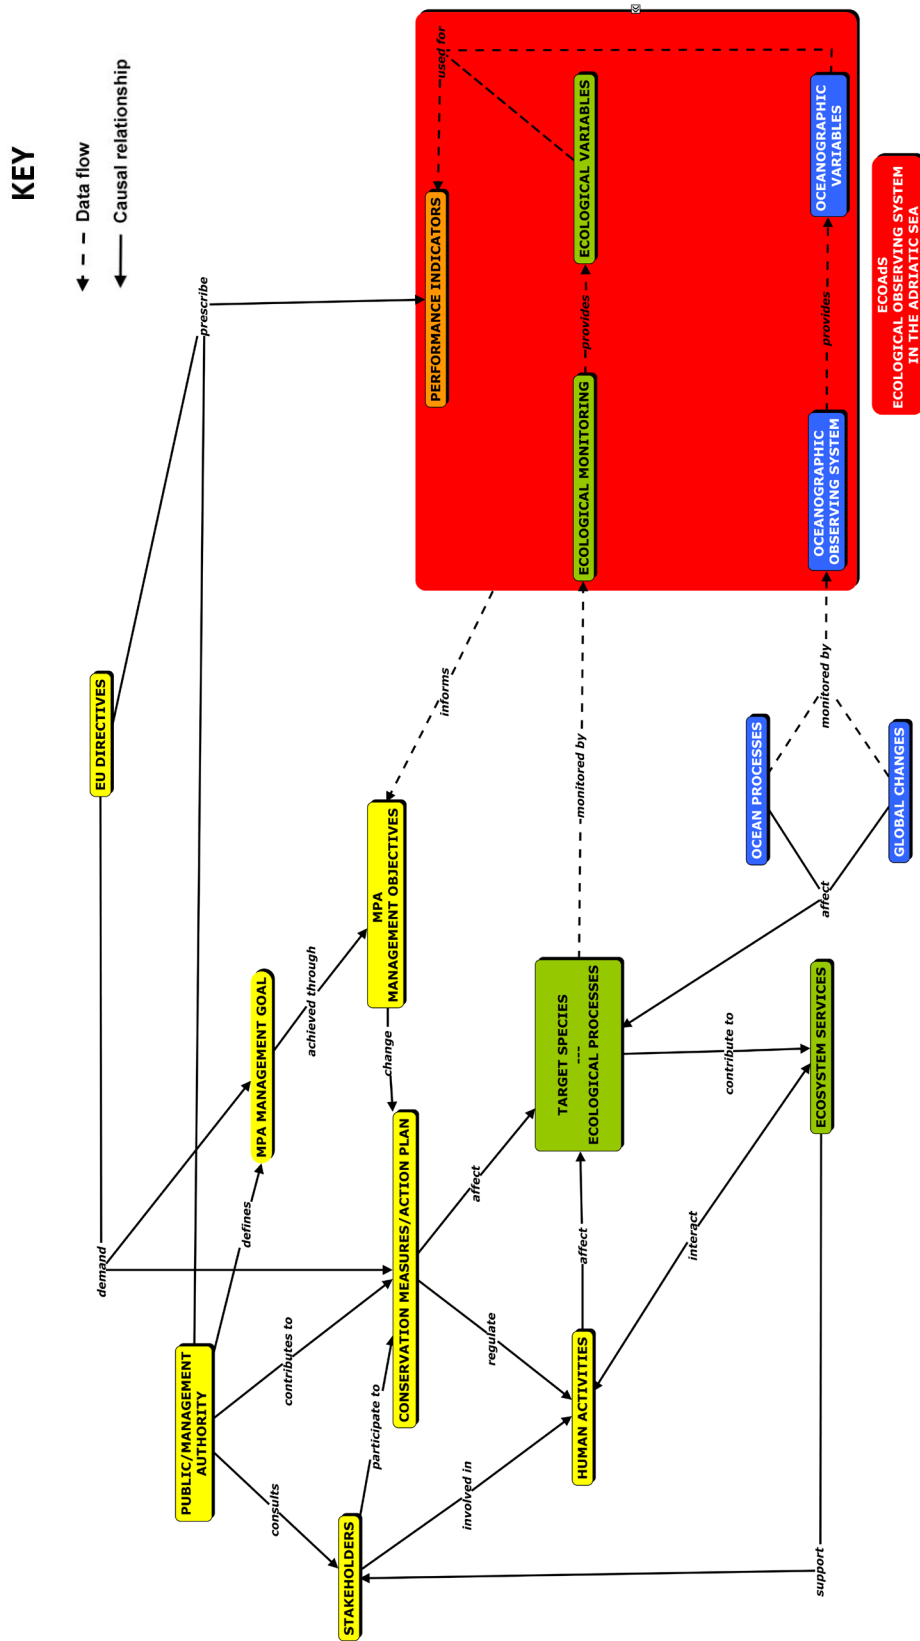 KEY
Data flow
Causal relationship
EU DIRECTIVES
demand
prescribe
PUBLIC/MANAGEMENT
AUTHORITY
defines
MPA MANAGEMENT GOAL
achieved through
contributes to
consults
STAKEHOLDERS
participate to
CONSERVATION MEASURES/ACTION PLAN
change
MPA
MANAGEMENT OBJECTIVES
informs
PERFORMANCE INDICATORS
used for
involved in
regulate
affect
HUMAN ACTIVITIES
affect
TARGET SPECIES
---
ECOLOGICAL PROCESSES
monitored by
ECOLOGICAL MONITORING
provides
ECOLOGICAL VARIABLES
interact
contribute to
OCEAN PROCESSES
support
ECOSYSTEM SERVICES
affect
monitored by
OCEANOGRAPHIC
OBSERVING SYSTEM
provides
OCEANOGRAPHIC
VARIABLES
GLOBAL CHANGES
ECOAdS
ECOLOGICAL OBSERVING SYSTEM
IN THE ADRIATIC SEA